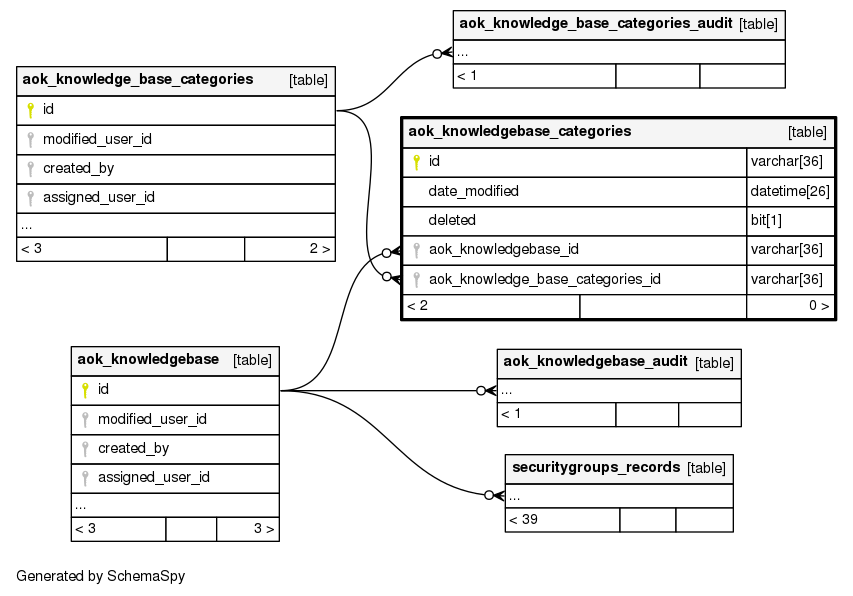 aok_knowledge_base_categories_audit [table]
...
< 1
aok_knowledge_base_categories [table]
id
modified_user_id
created_by
assigned_user_id
...
< 3 2 >
aok_knowledgebase_categories [table]
id varchar[36]
date_modified datetime[26]
deleted bit[1]
aok_knowledgebase_id varchar[36]
aok_knowledge_base_categories_id varchar[36]
< 2 0 >
aok_knowledgebase [table]
id
modified_user_id
created_by
assigned_user_id
...
< 3 3 >
aok_knowledgebase_audit [table]
...
< 1
securitygroups_records [table]
...
< 39
Generated by SchemaSpy